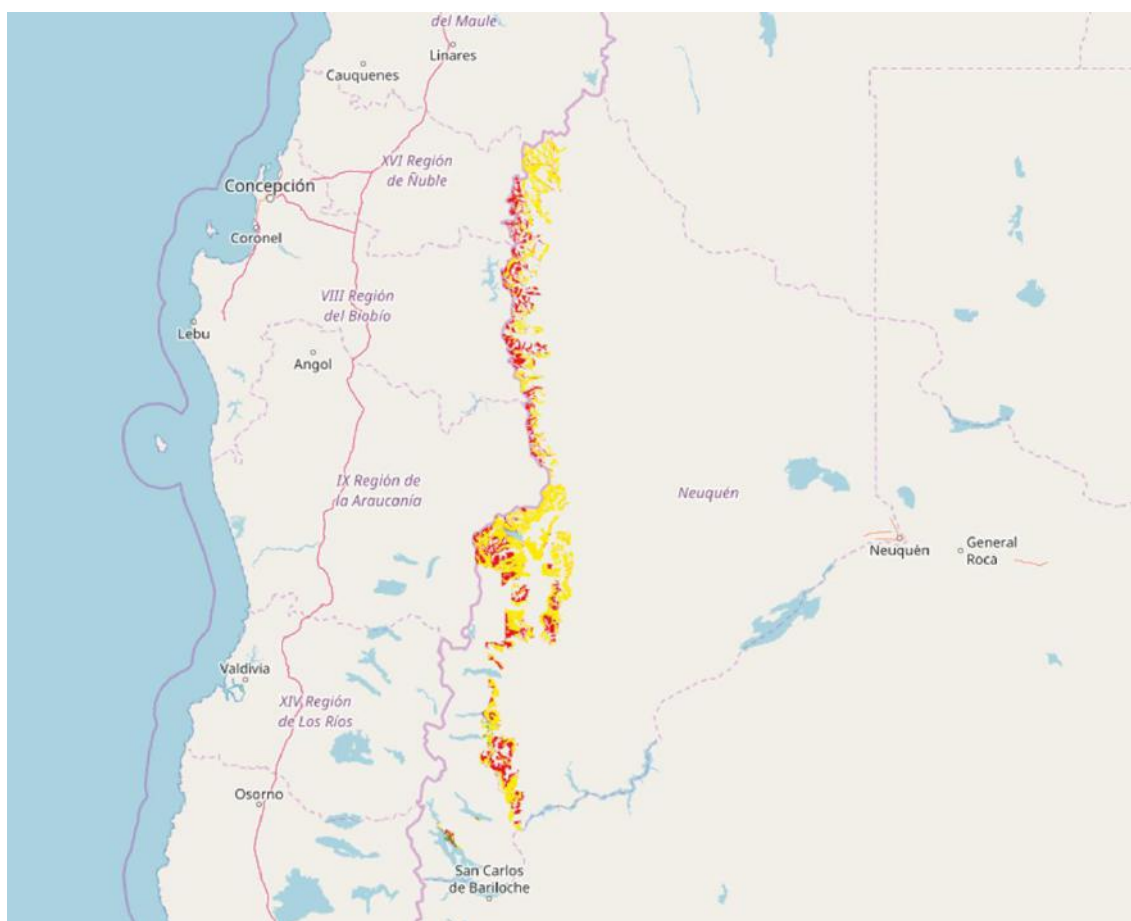 del Maule
Linares
Cauquenes
XVI Región
de Ñuble
Concepción
Coronel
VIII Región
del Biobío
Lebu
Angol
IX Región de
la Araucanía
Neuquén
Neuquén
General
Roca
Valdivia
XIV Región
de Los Ríos
Osorno
San Carlos
de Bariloche